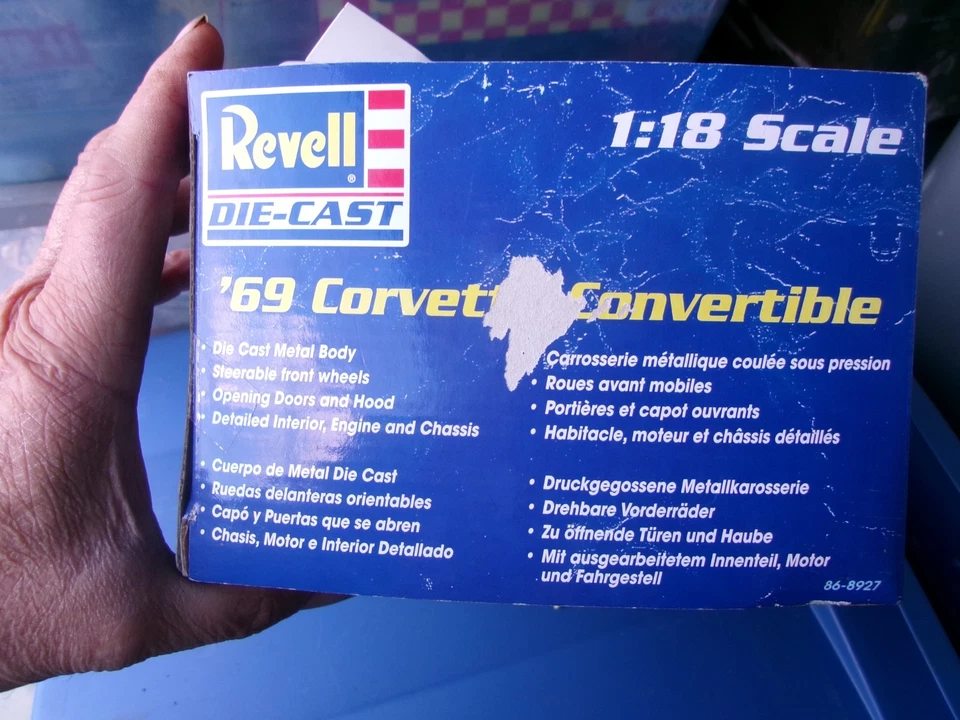 Revell®
DIE-CAST
1:18 Scale
'69 Corvett Convertible
• Die Cast Metal Body
• Steerable front wheels
• Opening Doors and Hood
• Detailed Interior, Engine and Chassis
• Cuerpo de Metal Die Cast
• Ruedas delanteras orientables
• Capó y Puertas que se abren
• Chasis, Motor e Interior Detallado
Carrosserie métallique coulée sous pression
• Roues avant mobiles
• Portières et capot ouvrants
• Habitacle, moteur et châssis détaillés
• Druckgegossene Metallkarosserie
• Drehbare Vorderräder
• Zu öffnende Türen und Haube
• Mit ausgearbeitetem Innenteil, Motor
und Fahrgestell
86-8927